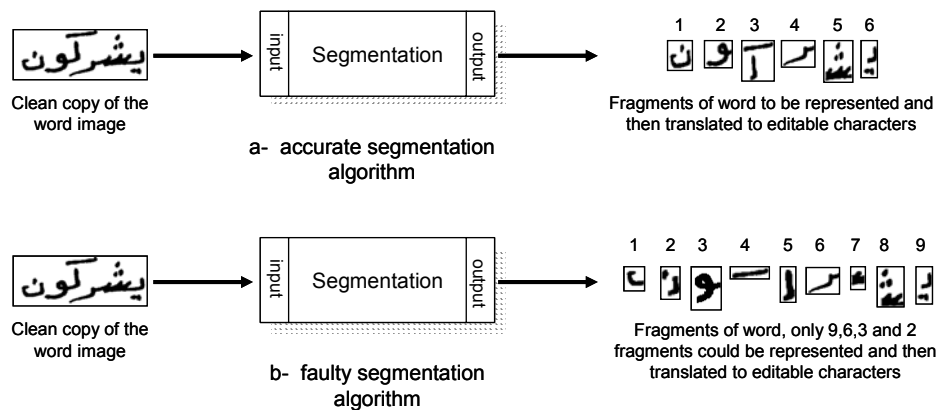 1 2 3 4 5 6
يشركون
input
Segmentation
output
Clean copy of the
word image
Fragments of word to be represented and
then translated to editable characters
a- accurate segmentation
algorithm
1 2 3 4 5 6 7 8 9
يشركون
input
Segmentation
output
Clean copy of the
word image
Fragments of word, only 9,6,3 and 2
fragments could be represented and then
translated to editable characters
b- faulty segmentation
algorithm